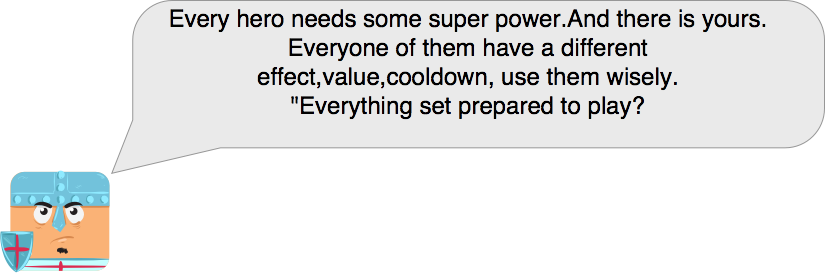 Every hero needs some super power.And there is yours.
Everyone of them have a different
effect,value,cooldown, use them wisely.
"Everything set prepared to play?